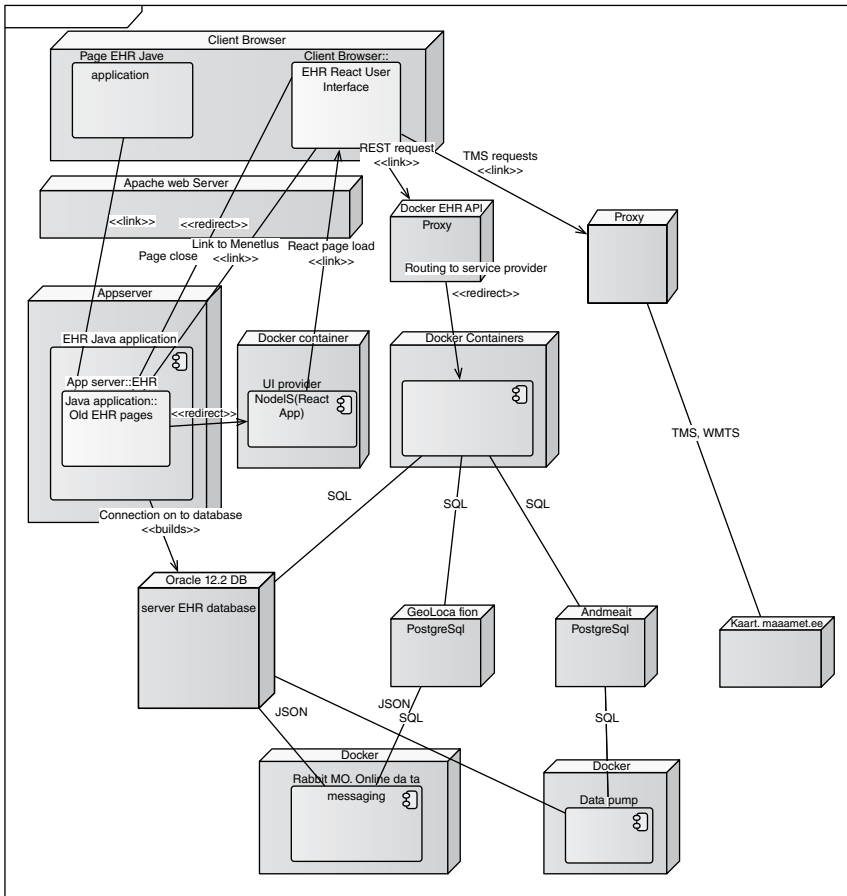 Client Browser
Page EHR Jave
application
Client Browser::
EHR React User
Interface
REST request
<<link>>
TMS requests
<<link>>
Apache web Server
<<link>>
<<redirect>>
Page close
Link to Menetlus
<<link>>
React page load
<<link>>
Docker EHR API
Proxy
Proxy
Routing to service provider
<<redirect>>
Appserver
EHR Java application
App server::EHR
Java application::
Old EHR pages
<<redirect>>
Docker container
UI provider
NodeIS(React
App)
Docker Containers
TMS, WMTS
Connection on to database
<<builds>>
SQL
SQL
SQL
Oracle 12.2 DB
server EHR database
GeoLoca fion
PostgreSql
Andmeait
PostgreSql
Kaart. maaamet.ee
JSON
JSON
SQL
SQL
Docker
Rabbit MO. Online da ta
messaging
Docker
Data pump